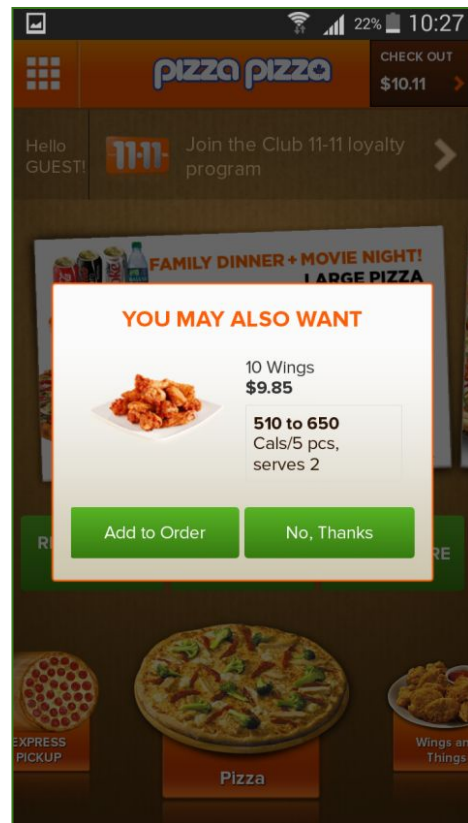 22% 10:27
pizza pizza
CHECK OUT
$10.11
Hello
GUEST!
11-11
Join the Club 11-11 loyalty
program
FAMILY DINNER + MOVIE NIGHT!
LARGE PIZZA
YOU MAY ALSO WANT
10 Wings
$9.85
510 to 650
Cals/5 pcs,
serves 2
Add to Order
No, Thanks
EXPRESS
PICKUP
Pizza
Wings an
Things